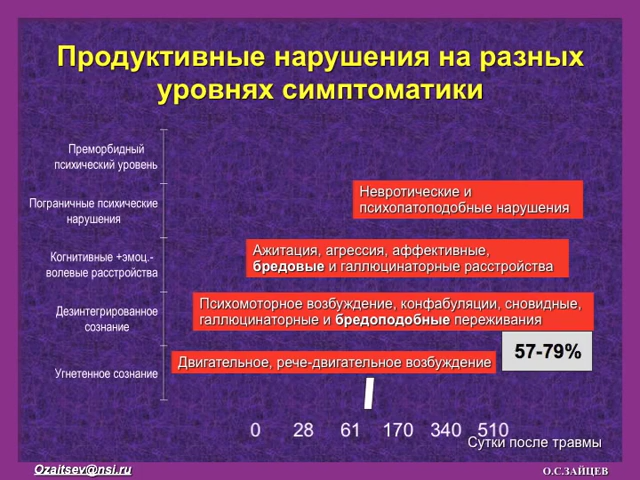 Продуктивные нарушения на разных
уровнях симптоматики
Преморбидный
психический уровень
Пограничные психические
нарушения
Невротические и
психопатоподобные нарушения
Когнитивные +эмоц.-
волевые расстройства
Ажитация, агрессия, аффективные,
бредовые и галлюцинаторные расстройства
Дезинтегрированное
сознание
Психомоторное возбуждение, конфабуляции, сновидные,
галлюцинаторные и бредоподобные переживания
Угнетенное сознание
Двигательное, рече-двигательное возбуждение
57-79%
0 28 61 170 340 510
Сутки после травмы
Ozaitsev@nsi.ru
О.С.ЗАЙЦЕВ